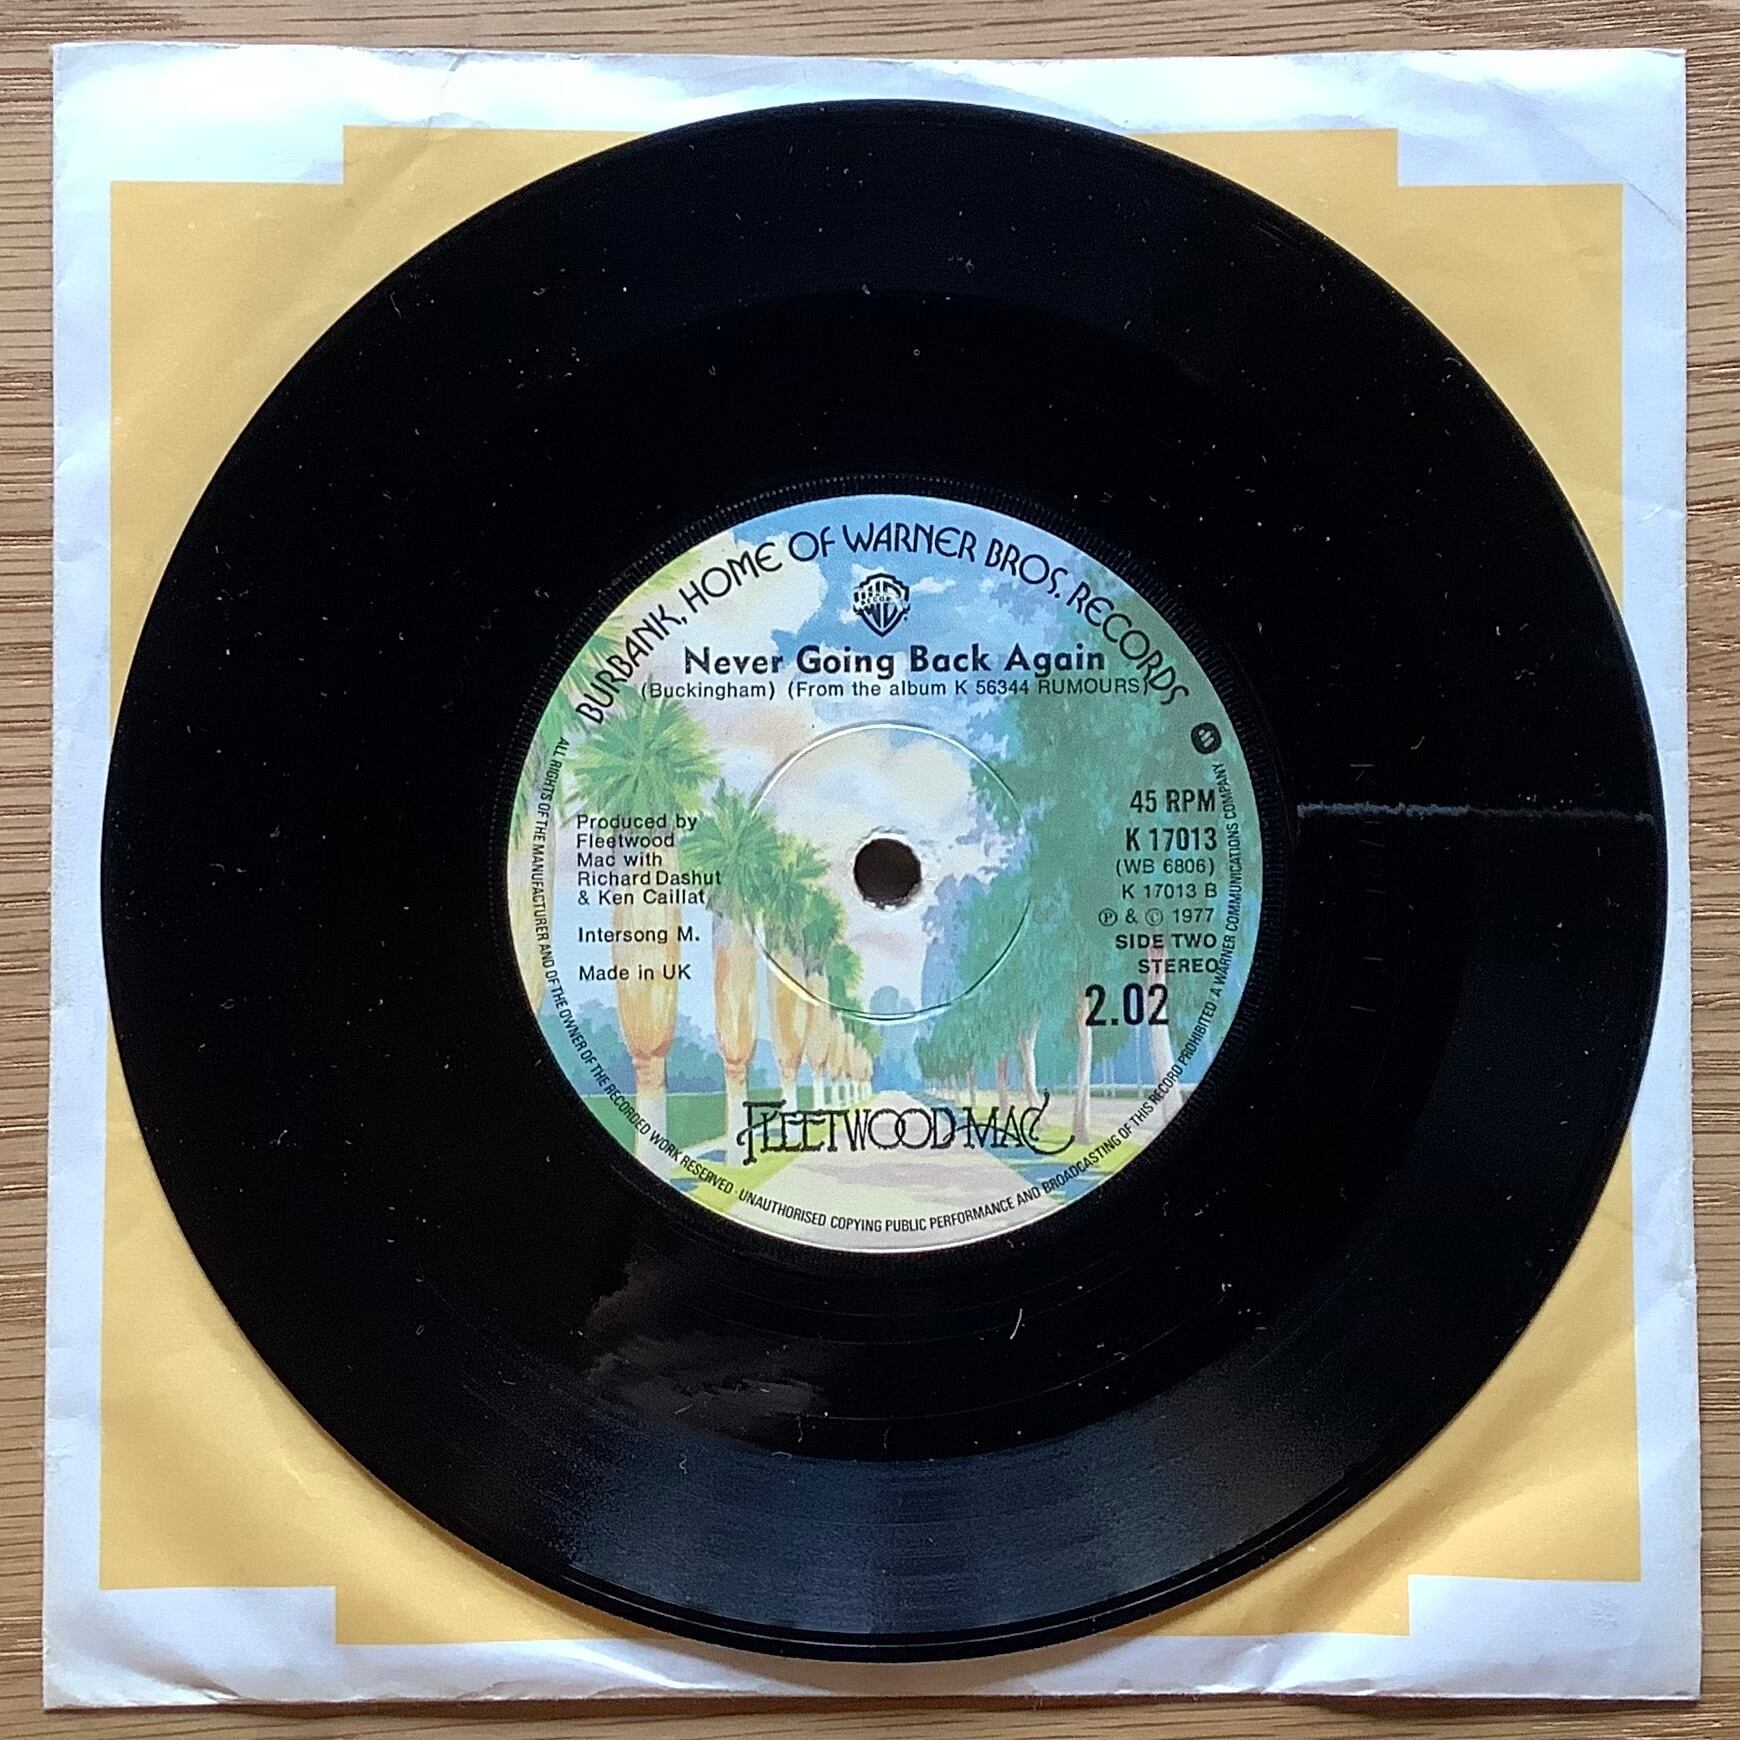 BURBANK, HOME OF WARNER BROS. RECORDS
Never Going Back Again
(Buckingham) (From the album K 56344 RUMOURS)
Produced by
Fleetwood
Mac with
Richard Dashut
& Ken Caillat
Intersong M.
Made in UK
45 RPM
K 17013
(WB 6806)
K 17013 B
Ⓟ & © 1977
SIDE TWO
STEREO
2.02
FLEETWOOD MAC
ALL RIGHTS OF THE MANUFACTURER AND OF THE OWNER OF THE RECORDED WORK RESERVED · UNAUTHORISED COPYING PUBLIC PERFORMANCE AND BROADCASTING OF THIS RECORD PROHIBITED · A WARNER COMMUNICATIONS COMPANY